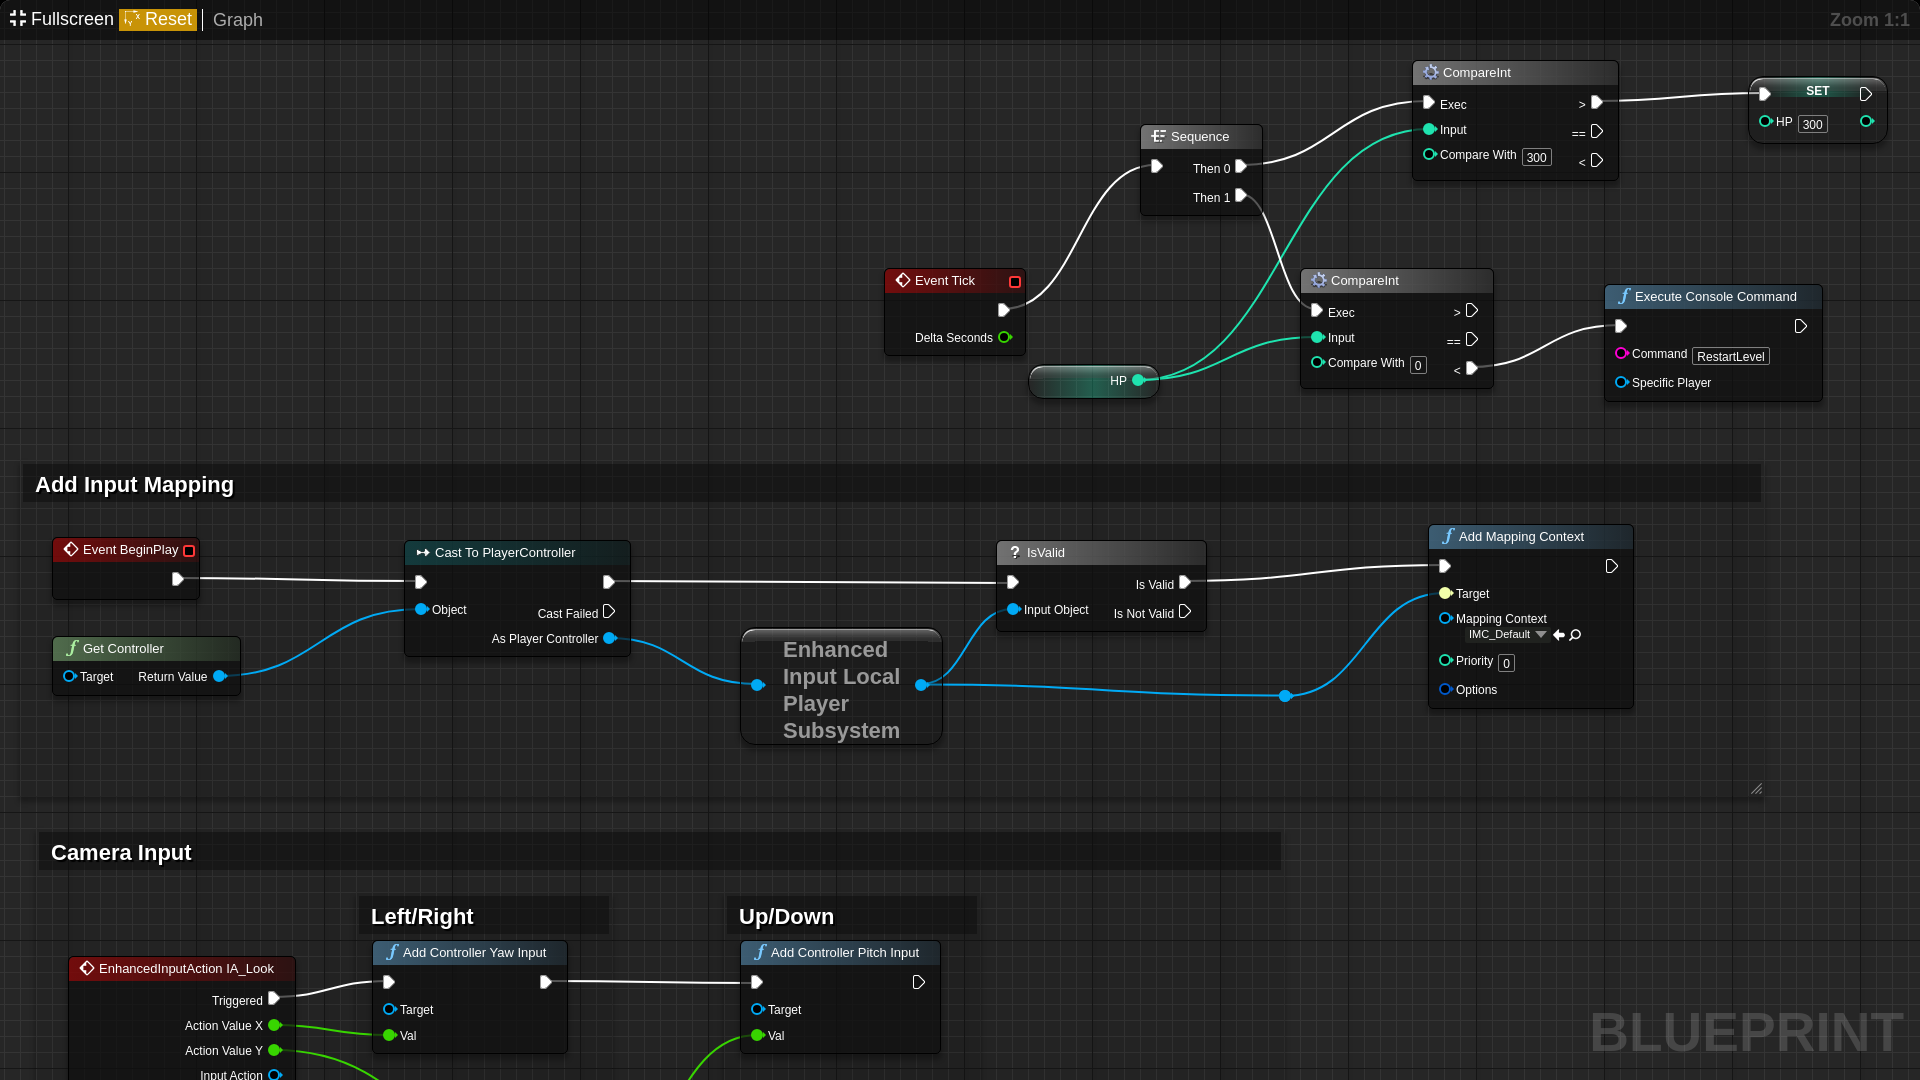 Fullscreen Reset Graph Zoom 1:1
CompareInt
Exec >
Input ==
Compare With 300 <
SET
HP 300
Sequence
Then 0
Then 1
Event Tick
Delta Seconds
HP
CompareInt
Exec >
Input ==
Compare With 0 <
Execute Console Command
Command RestartLevel
Specific Player
Add Input Mapping
Event BeginPlay
Get Controller
Target Return Value
Cast To PlayerController
Object Cast Failed
As Player Controller
Enhanced
Input Local
Player
Subsystem
? IsValid
Is Valid
Input Object Is Not Valid
Add Mapping Context
Target
Mapping Context
IMC_Default
Priority 0
Options
Camera Input
Left/Right
Up/Down
EnhancedInputAction IA_Look
Triggered
Action Value X
Action Value Y
Input Action
Add Controller Yaw Input
Target
Val
Add Controller Pitch Input
Target
Val
BLUEPRINT